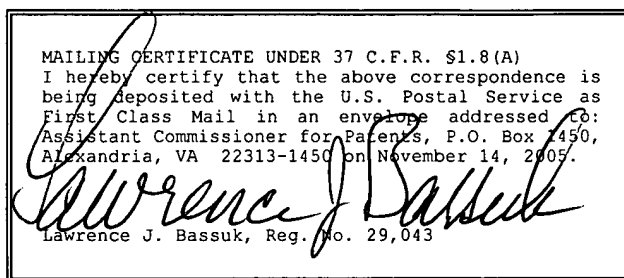 MAILING CERTIFICATE UNDER 37 C.F.R. §1.8(A)
I hereby certify that the above correspondence is
being deposited with the U.S. Postal Service as
First Class Mail in an envelope addressed to:
Assistant Commissioner for Patents, P.O. Box 1450,
Alexandria, VA 22313-1450 on November 14, 2005.
Lawrence J Bassuk
Lawrence J. Bassuk, Reg. No. 29,043